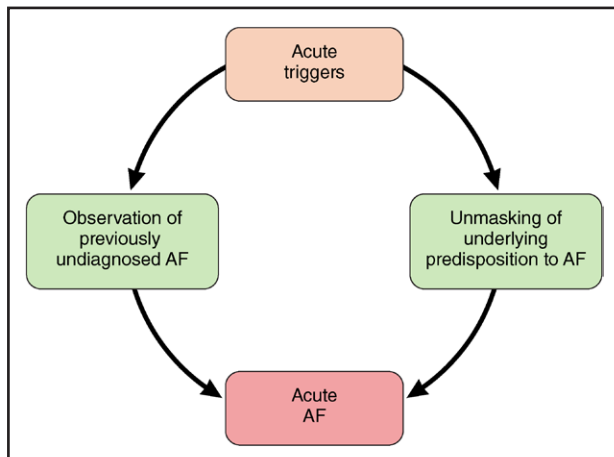 Acute
triggers
Observation of
previously
undiagnosed AF
Unmasking of
underlying
predisposition to AF
Acute
AF